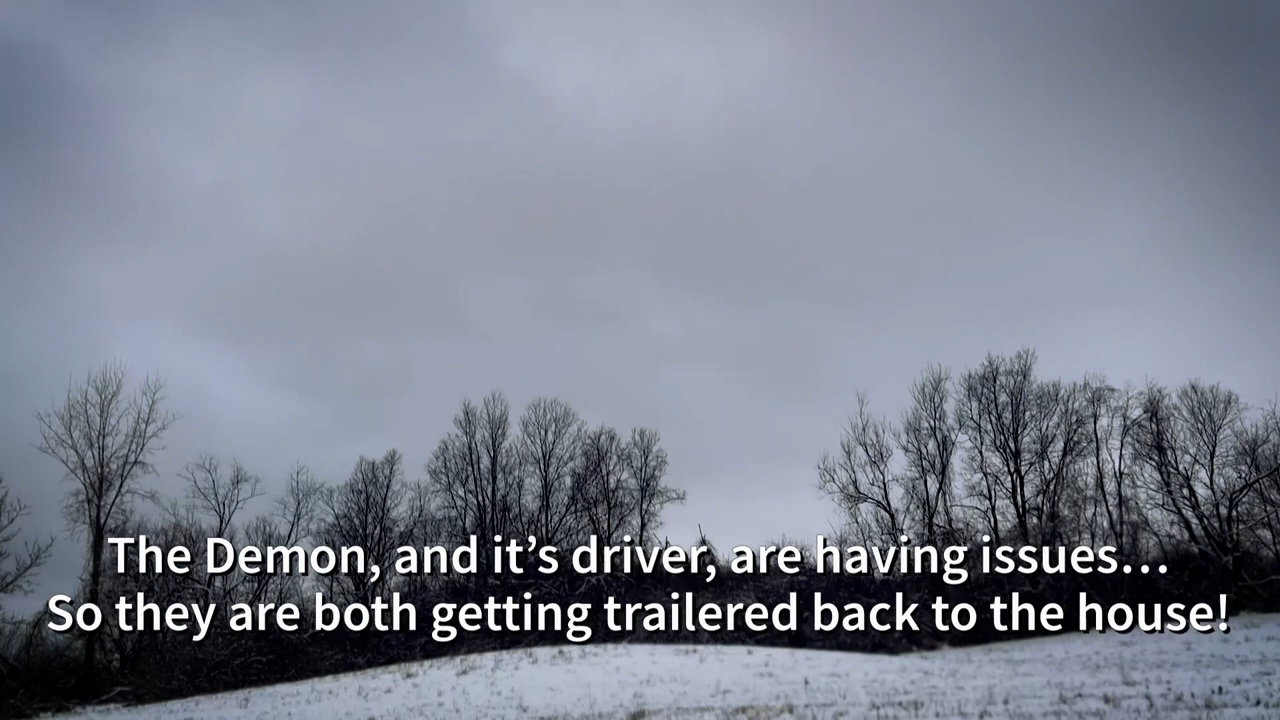 The Demon, and it’s driver, are having issues…
So they are both getting trailered back to the house!